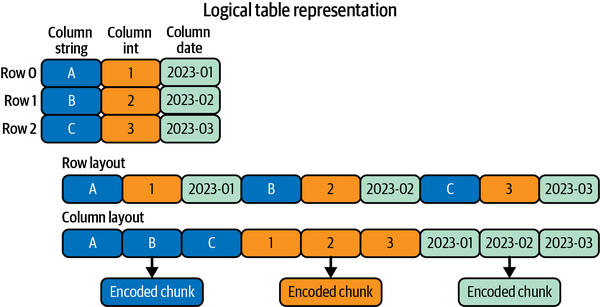 Logical table representation
Column string Column int Column date
Row 0 A 1 2023-01
Row 1 B 2 2023-02
Row 2 C 3 2023-03
Row layout
A 1 2023-01 B 2 2023-02 C 3 2023-03
Column layout
A B C 1 2 3 2023-01 2023-02 2023-03
Encoded chunk Encoded chunk Encoded chunk